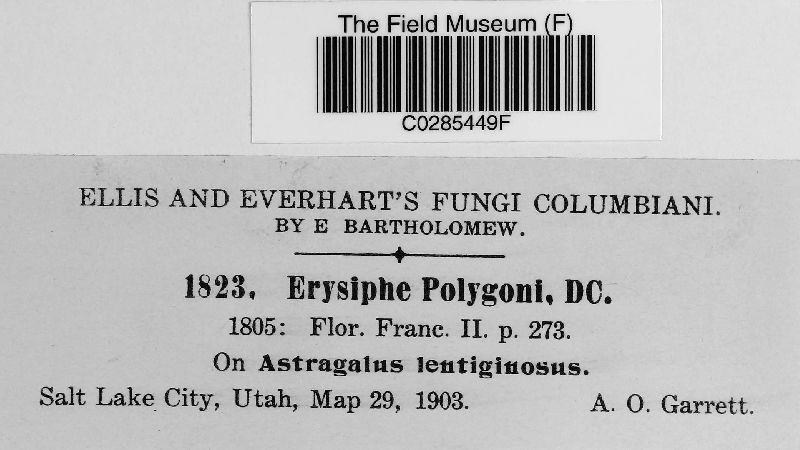 The Field Museum (F)
C0285449F
ELLIS AND EVERHART'S FUNGI COLUMBIANI.
BY E BARTHOLOMEW.
1823. Erysiphe Polygoni, DC.
1805: Flor. Franc. II. p. 273.
On Astragalus lentiginosus.
Salt Lake City, Utah, Map 29, 1903. A. O. Garrett.